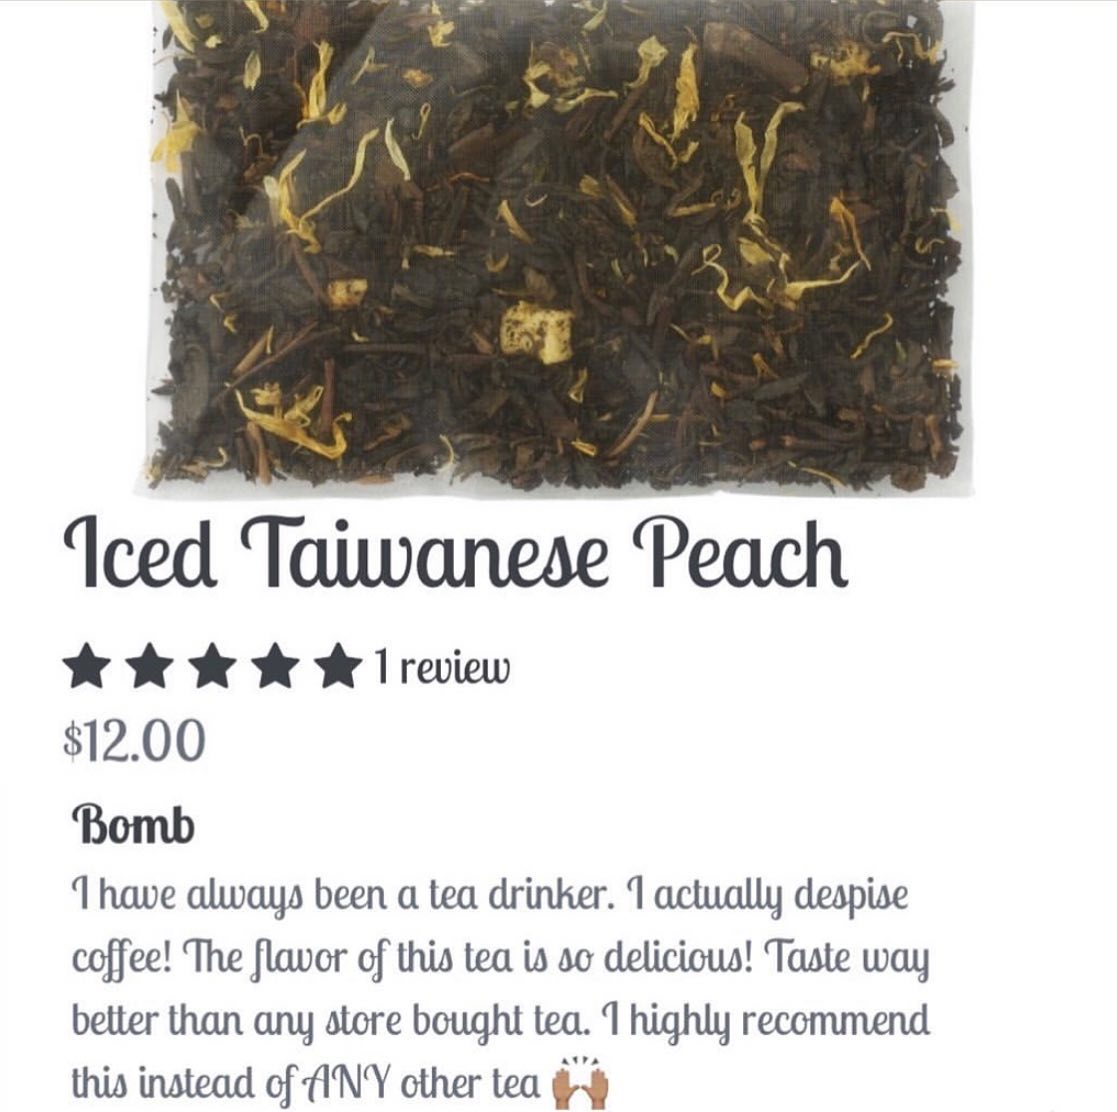 Iced Taiwanese Peach
★★★★★ 1 review
$12.00
Bomb
I have always been a tea drinker. I actually despise
coffee! The flavor of this tea is so delicious! Taste way
better than any store bought tea. I highly recommend
this instead of ANY other tea 🙌🏽